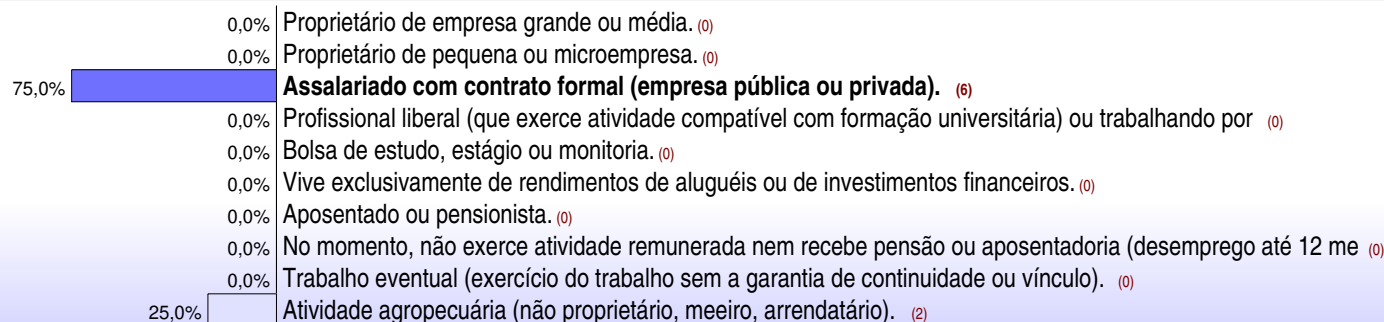 0,0% Proprietário de empresa grande ou média. (0)
0,0% Proprietário de pequena ou microempresa. (0)
75,0% Assalariado com contrato formal (empresa pública ou privada). (6)
0,0% Profissional liberal (que exerce atividade compatível com formação universitária) ou trabalhando por (0)
0,0% Bolsa de estudo, estágio ou monitoria. (0)
0,0% Vive exclusivamente de rendimentos de aluguéis ou de investimentos financeiros. (0)
0,0% Aposentado ou pensionista. (0)
0,0% No momento, não exerce atividade remunerada nem recebe pensão ou aposentadoria (desemprego até 12 me (0)
0,0% Trabalho eventual (exercício do trabalho sem a garantia de continuidade ou vínculo). (0)
25,0% Atividade agropecuária (não proprietário, meeiro, arrendatário). (2)